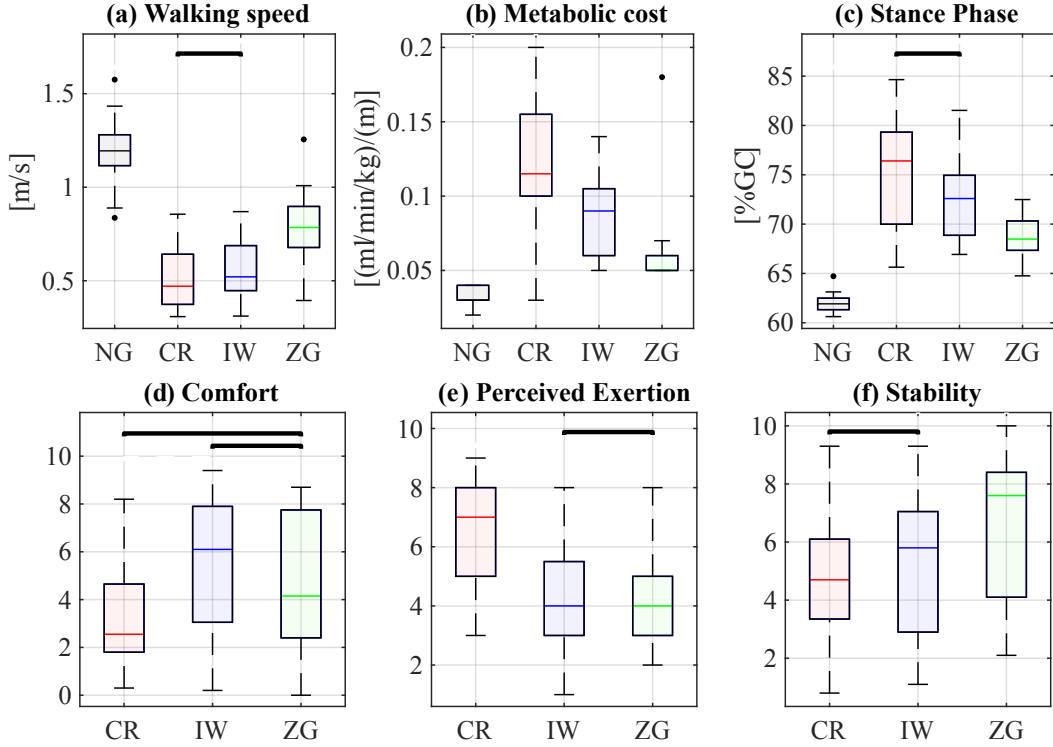 (a) Walking speed
(b) Metabolic cost
(c) Stance Phase
[m/s]
1.5
1
0.5
NG CR IW ZG
[(ml/min/kg)/(m)]
0.2
0.15
0.1
0.05
NG CR IW ZG
[%GC]
85
80
75
70
65
60
NG CR IW ZG
(d) Comfort
(e) Perceived Exertion
(f) Stability
10
8
6
4
2
0
CR IW ZG
10
8
6
4
2
CR IW ZG
10
8
6
4
2
CR IW ZG